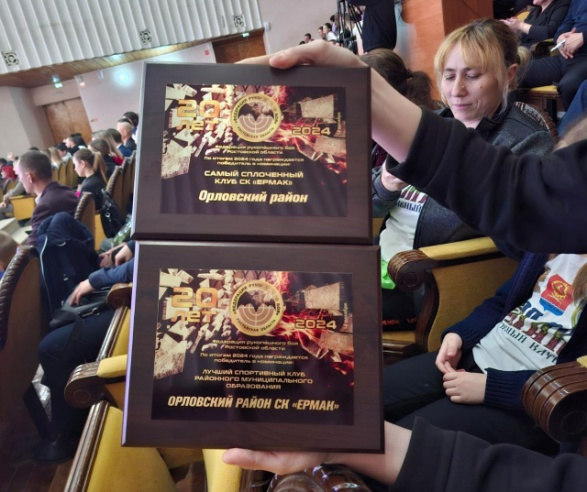 20 ЛЕТ
2024
Федерация рукопашного боя
Ростовской области
По итогам 2024 года награждается
победитель в номинации:
САМЫЙ СПЛОЧЕННЫЙ
КЛУБ СК «ЕРМАК»
Орловский район
20 ЛЕТ
2024
Федерация рукопашного боя
Ростовской области
По итогам 2024 года награждается
победитель в номинации:
ЛУЧШИЙ СПОРТИВНЫЙ КЛУБ
РАЙОННОГО МУНИЦИПАЛЬНОГО
ОБРАЗОВАНИЯ
ОРЛОВСКИЙ РАЙОН СК «ЕРМАК»